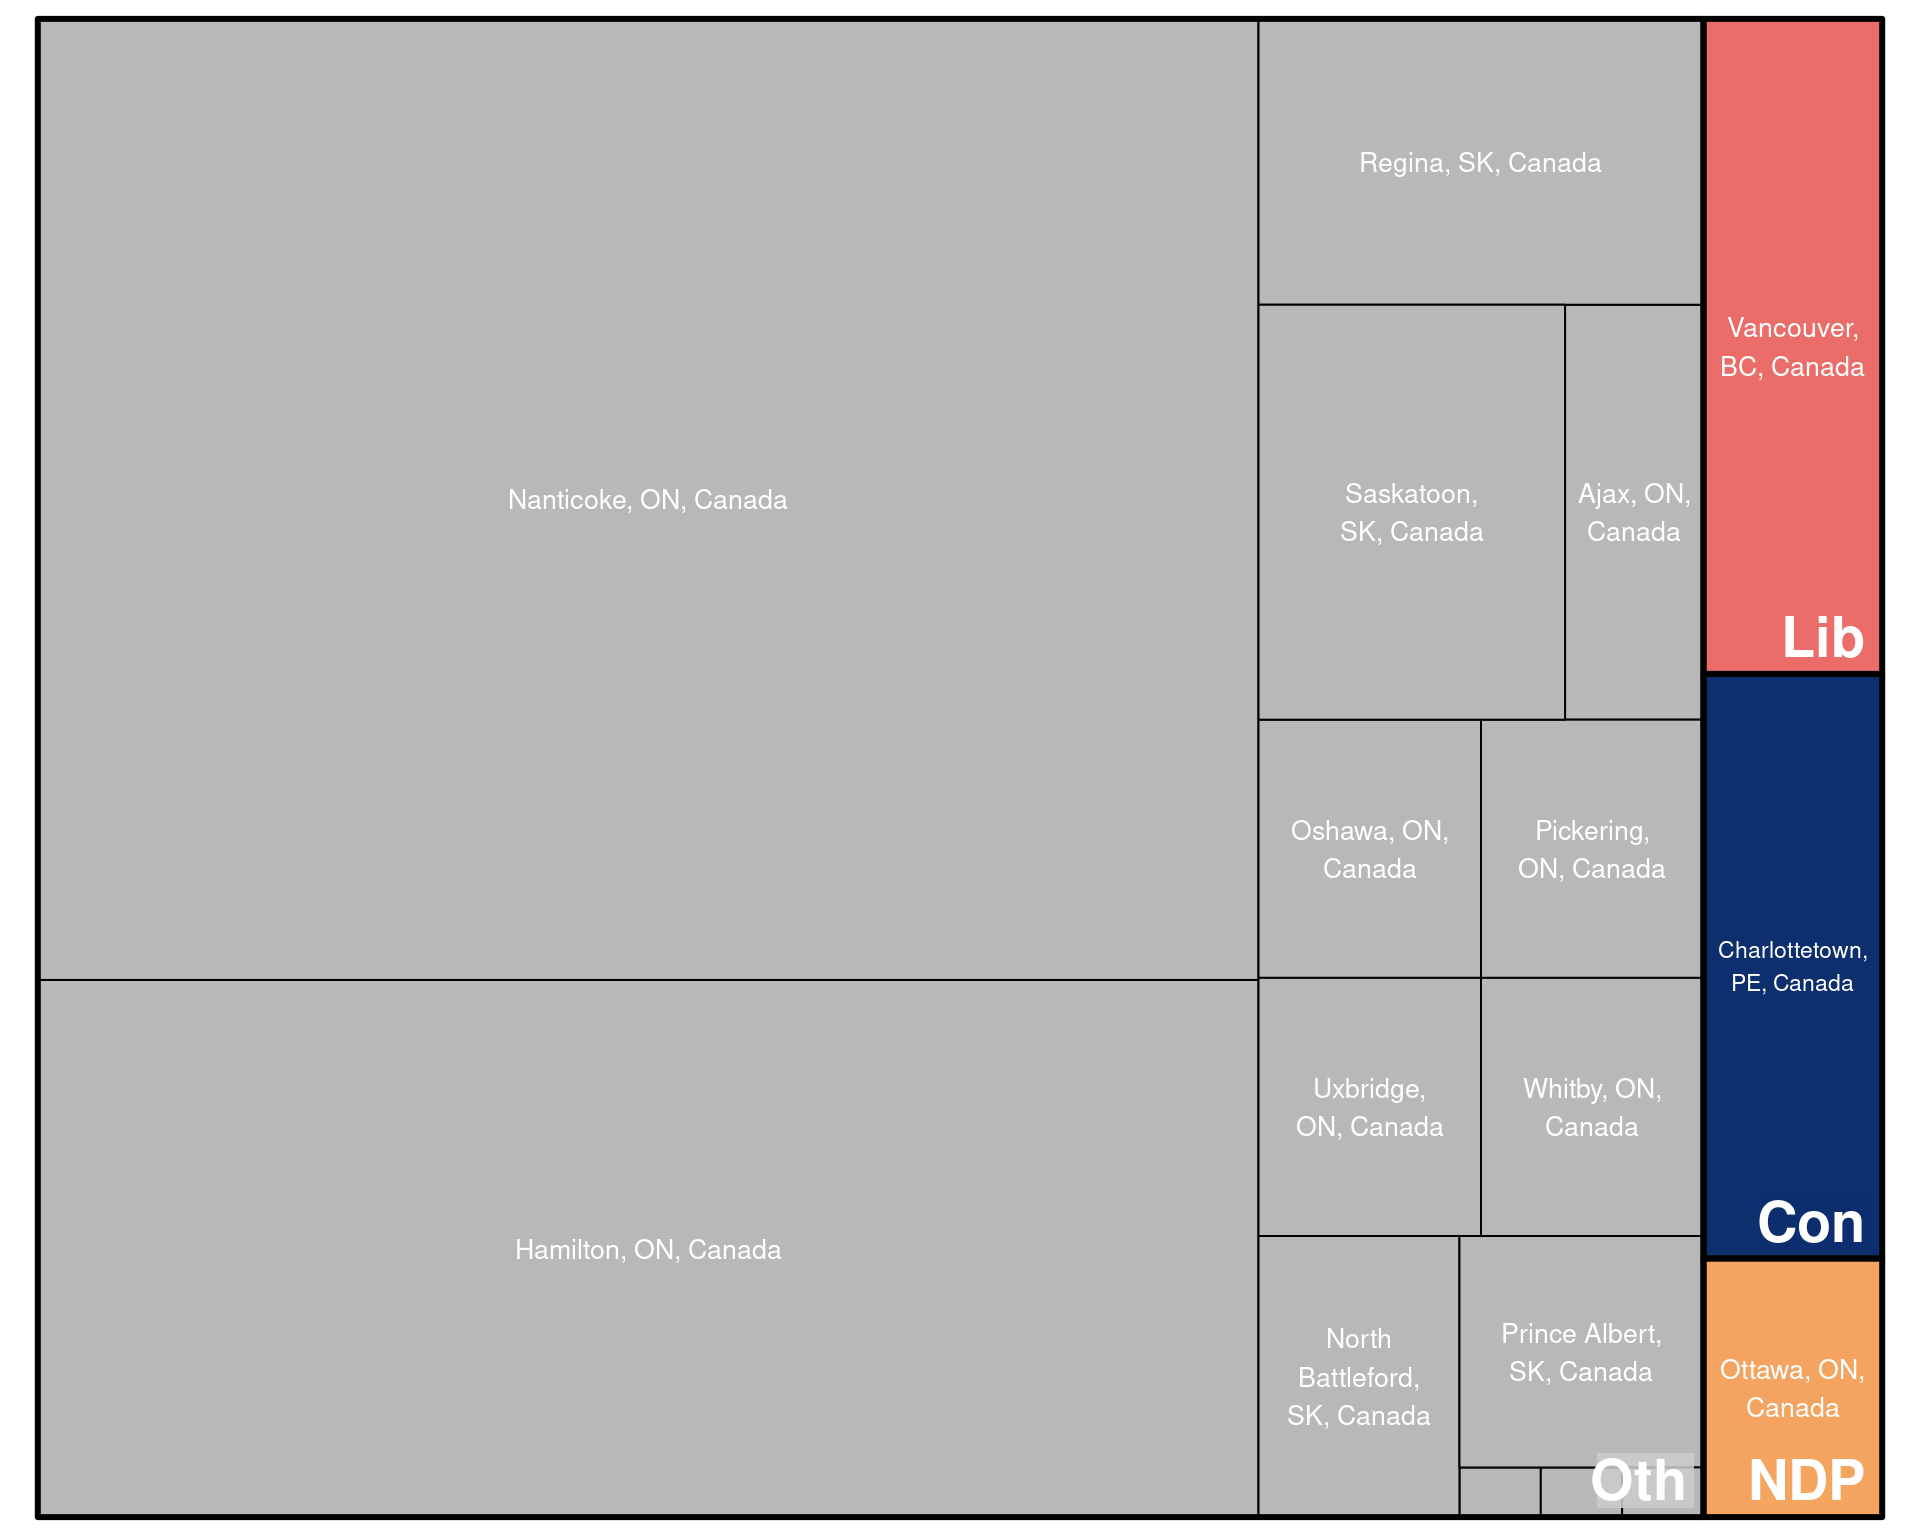 Nanticoke, ON, Canada
Hamilton, ON, Canada
Regina, SK, Canada
Saskatoon,
SK, Canada
Ajax, ON,
Canada
Oshawa, ON,
Canada
Pickering,
ON, Canada
Uxbridge,
ON, Canada
Whitby, ON,
Canada
North
Battleford,
SK, Canada
Prince Albert,
SK, Canada
Oth
Vancouver,
BC, Canada
Lib
Charlottetown,
PE, Canada
Con
Ottawa, ON,
Canada
NDP